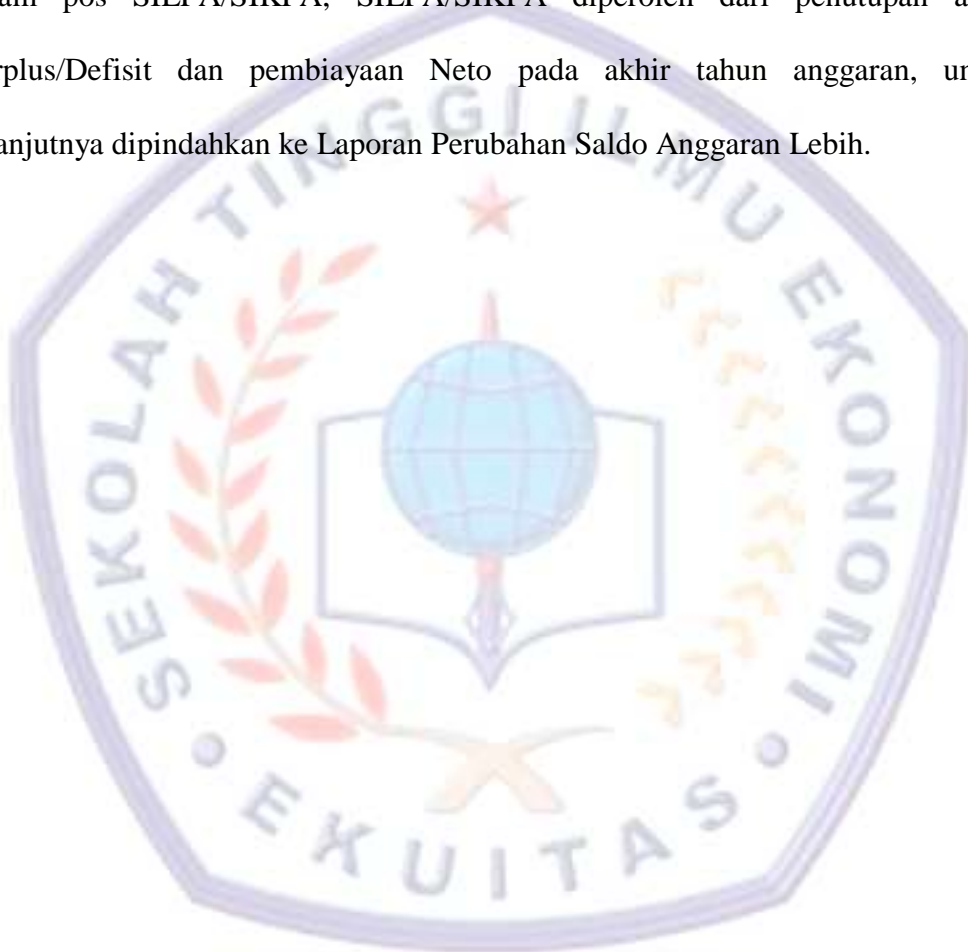 pos SILPA/SIKPA, SILPA/SIKPA diperoleh dari penutupan
rplus/Defisit dan pembiayaan Neto pada akhir tahun anggaran, un
anjutnya dipindahkan ke Laporan Perubahan Saldo Anggaran Lebih.
SEKOLAH TINGGI ILMU EKONOMI
EKUITAS